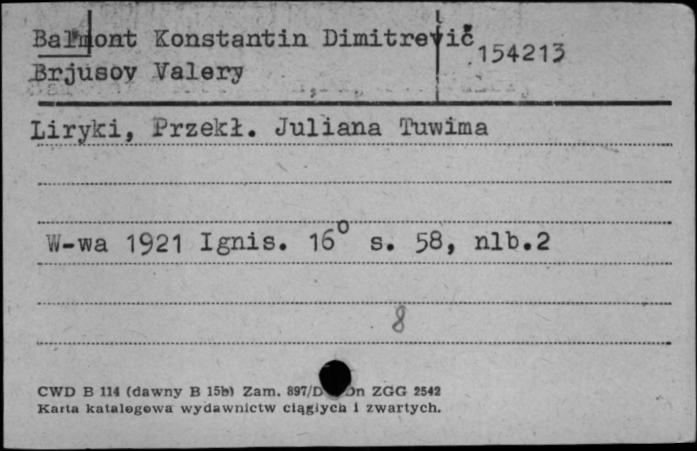 Balmont Konstantin Dimitrevič
154213
Brjusov Valery
Liryki, Przekł. Juliana Tuwima
W-wa 1921 Ignis. 16° s. 58, nlb.2
8
CWD B 114 (dawny B 15b) Zam. 897/D ZGG 2542
Karta katalogowa wydawnictw ciągłych i zwartych.